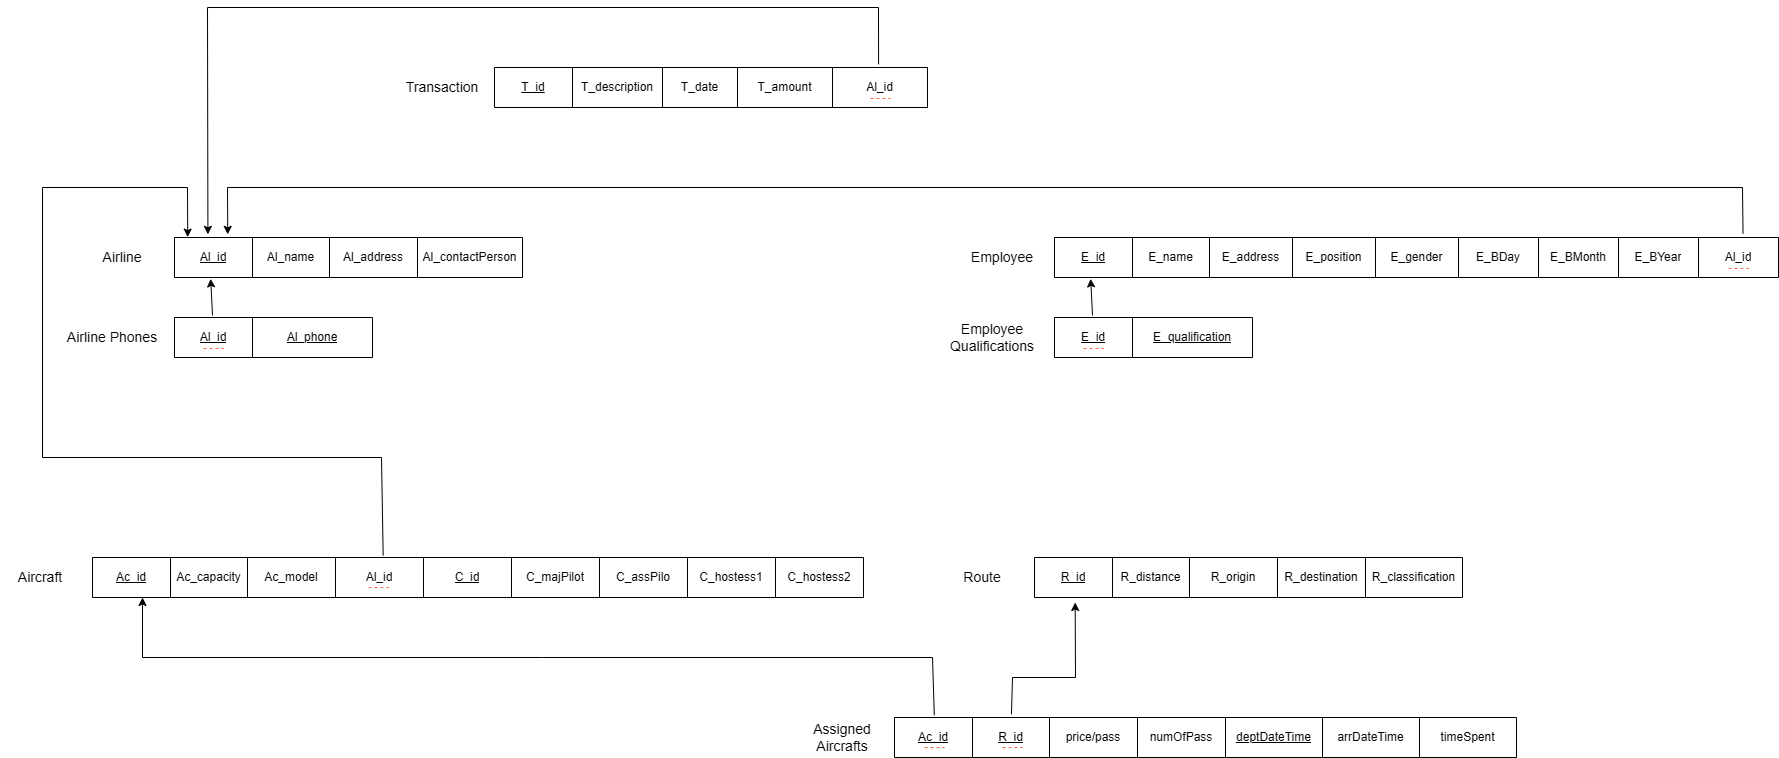 Transaction T_id T_description T_date T_amount Al_id
Airline Al_id Al_name Al_address Al_contactPerson
Employee E_id E_name E_address E_position E_gender E_BDay E_BMonth E_BYear Al_id
Airline Phones Al_id Al_phone
Employee
Qualifications E_id E_qualification
Aircraft Ac_id Ac_capacity Ac_model Al_id C_id C_majPilot C_assPilo C_hostess1 C_hostess2
Route R_id R_distance R_origin R_destination R_classification
Assigned
Aircrafts Ac_id R_id price/pass numOfPass deptDateTime arrDateTime timeSpent